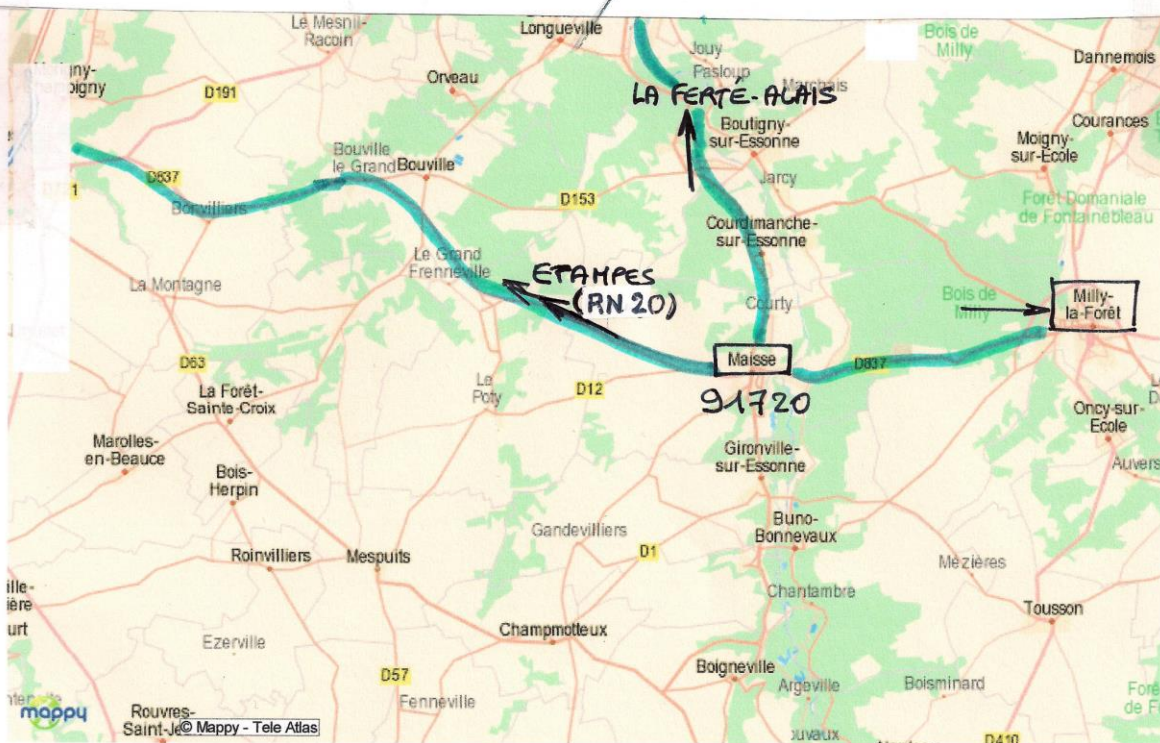 Le Mesnil-
Racoin
Longueville
Jouy
Pasloup
Bois de
Milly
Dannemois
Orveau
Marchais
D191
LA FERTÉ-ALAIS
Courances
Boutigny-
sur-Essonne
Moigny-
sur-École
Bouville
le Grand
Bouville
D837
Jarcy
D153
Forêt Domaniale
de Fontainebleau
Bonvilliers
Courdimanche-
sur-Essonne
Le Grand
Frenneville
ETAMPES
(RN 20)
La Montagne
Courty
Bois de
Milly
Milly-
la-Forêt
D63
Maisse
D837
91720
Le
Poty
D12
La Forêt-
Sainte-Croix
Oncy-sur-
Ecole
Marolles-
en-Beauce
Gironville-
sur-Essonne
Auvers
Bois-
Herpin
Gandevilliers
Buno-
Bonnevaux
Roinvilliers
Mespuits
D1
Mézières
Chantambre
Tousson
Champmotteux
Ezerville
Boigneville
D57
Argeville
Boisminard
Fenneville
mappy
Rouvres-
© Mappy - Tele Atlas
D410